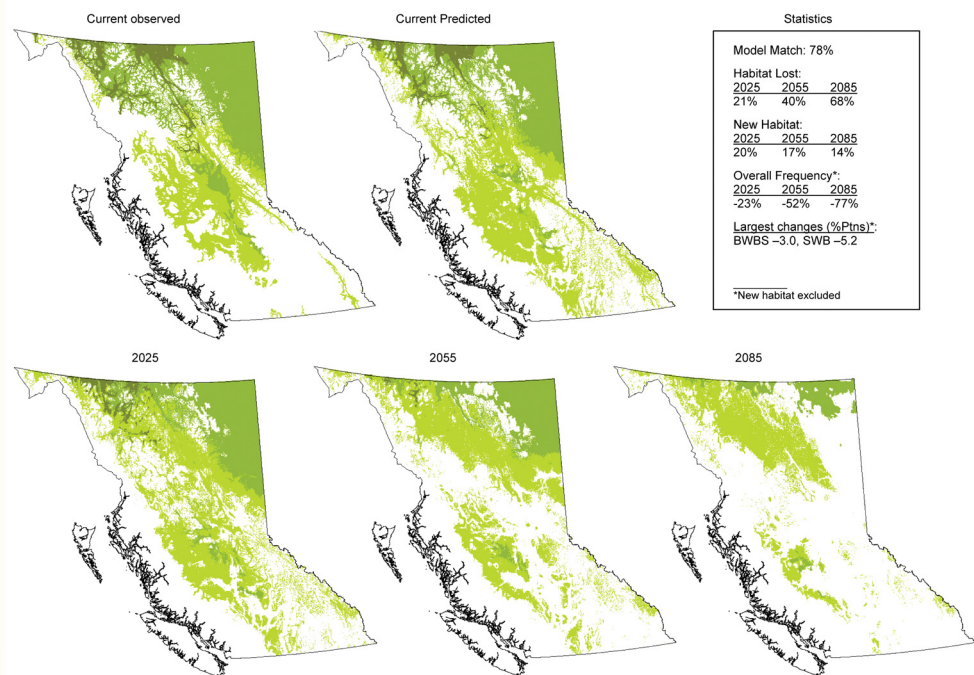 Current observed
Current Predicted
Statistics
Model Match: 78%
Habitat Lost:
2025 2055 2085
21% 40% 68%
New Habitat:
2025 2055 2085
20% 17% 14%
Overall Frequency*:
2025 2055 2085
-23% -52% -77%
Largest changes (%Ptns)*:
BWBS –3.0, SWB –5.2
*New habitat excluded
2025
2055
2085